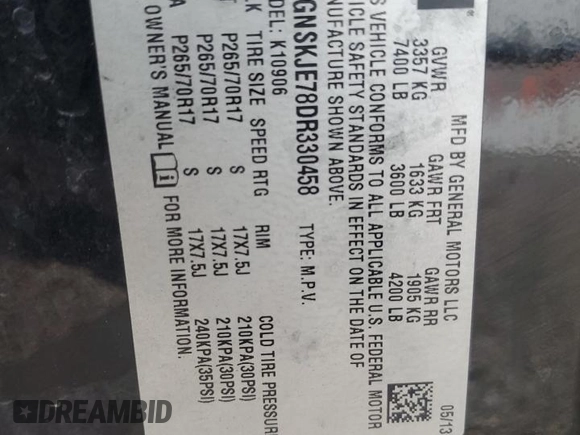 MFD BY GENERAL MOTORS LLC
05/13
GVWR GAWR FRT GAWR RR
3357 KG 1633 KG 1905 KG
7400 LB 3600 LB 4200 LB
S VEHICLE CONFORMS TO ALL APPLICABLE U.S. FEDERAL MOTOR
HICLE SAFETY STANDARDS IN EFFECT ON THE DATE OF
NUFACTURE SHOWN ABOVE.
GNSKJE78DR330458 TYPE: M.P.V.
DEL: K10906
TIRE SIZE SPEED RTG RIM COLD TIRE PRESSUR
P265/70R17 S 17X7.5J 210KPA(30PSI)
P265/70R17 S 17X7.5J 210KPA(30PSI)
A P265/70R17 S 17X7.5J 240KPA(35PSI)
OWNER'S MANUAL i FOR MORE INFORMATION.
DREAMBID